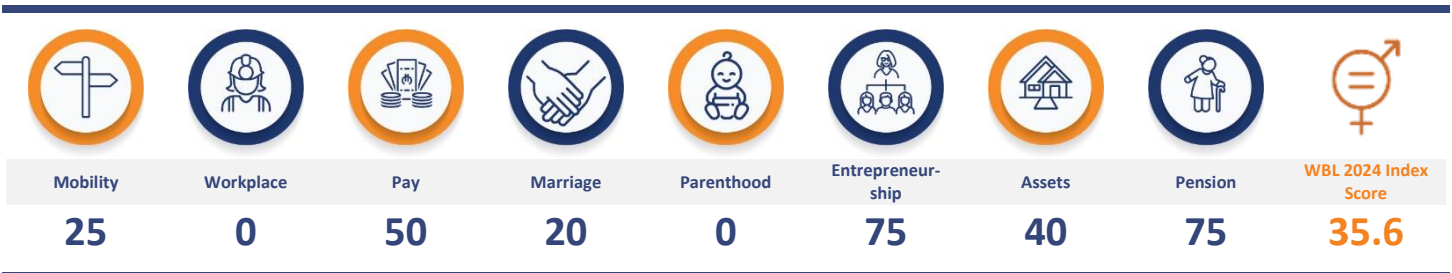 Mobility
Workplace
Pay
Marriage
Parenthood
Entrepreneur-
ship
Assets
Pension
WBL 2024 Index
Score
25
0
50
20
0
75
40
75
35.6